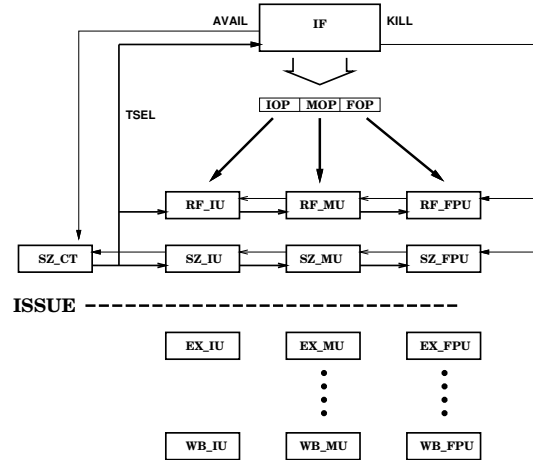 AVAIL IF KILL
IOP MOP FOP
TSEL
RF_IU RF_MU RF_FPU
SZ_CT SZ_IU SZ_MU SZ_FPU
ISSUE
EX_IU EX_MU EX_FPU
WB_IU WB_MU WB_FPU